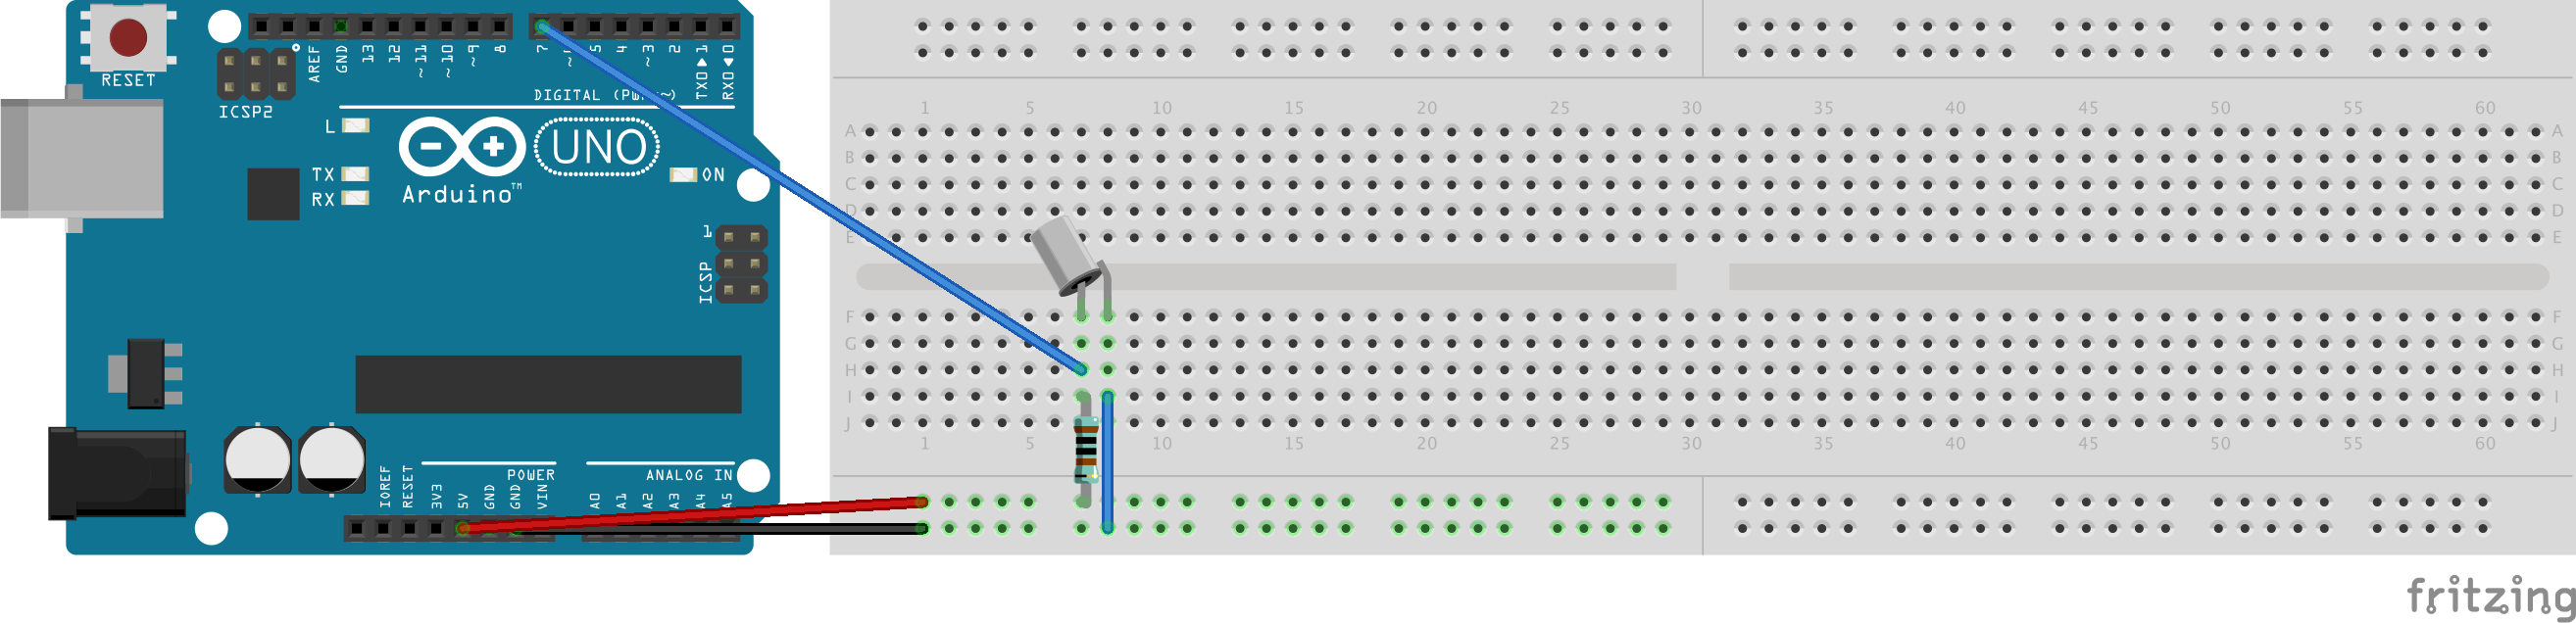 RESET
ICSP2
AREF
GND
13
12
~11
~10
~9
8
7
5
4
~3
2
TX0▶1
RX0◀0
DIGITAL (PWM~)
L
TX
RX
Arduino™
UNO
ON
1
ICSP
IOREF
RESET
3V3
5V
GND
GND
VIN
POWER
ANALOG IN
A0
A1
A2
A3
A4
A5
1 5 10 15 20 25 30 35 40 45 50 55 60
A A
B B
C C
D D
E E
F F
G G
H H
I I
J J
1 5 10 15 20 25 30 35 40 45 50 55 60
fritzing